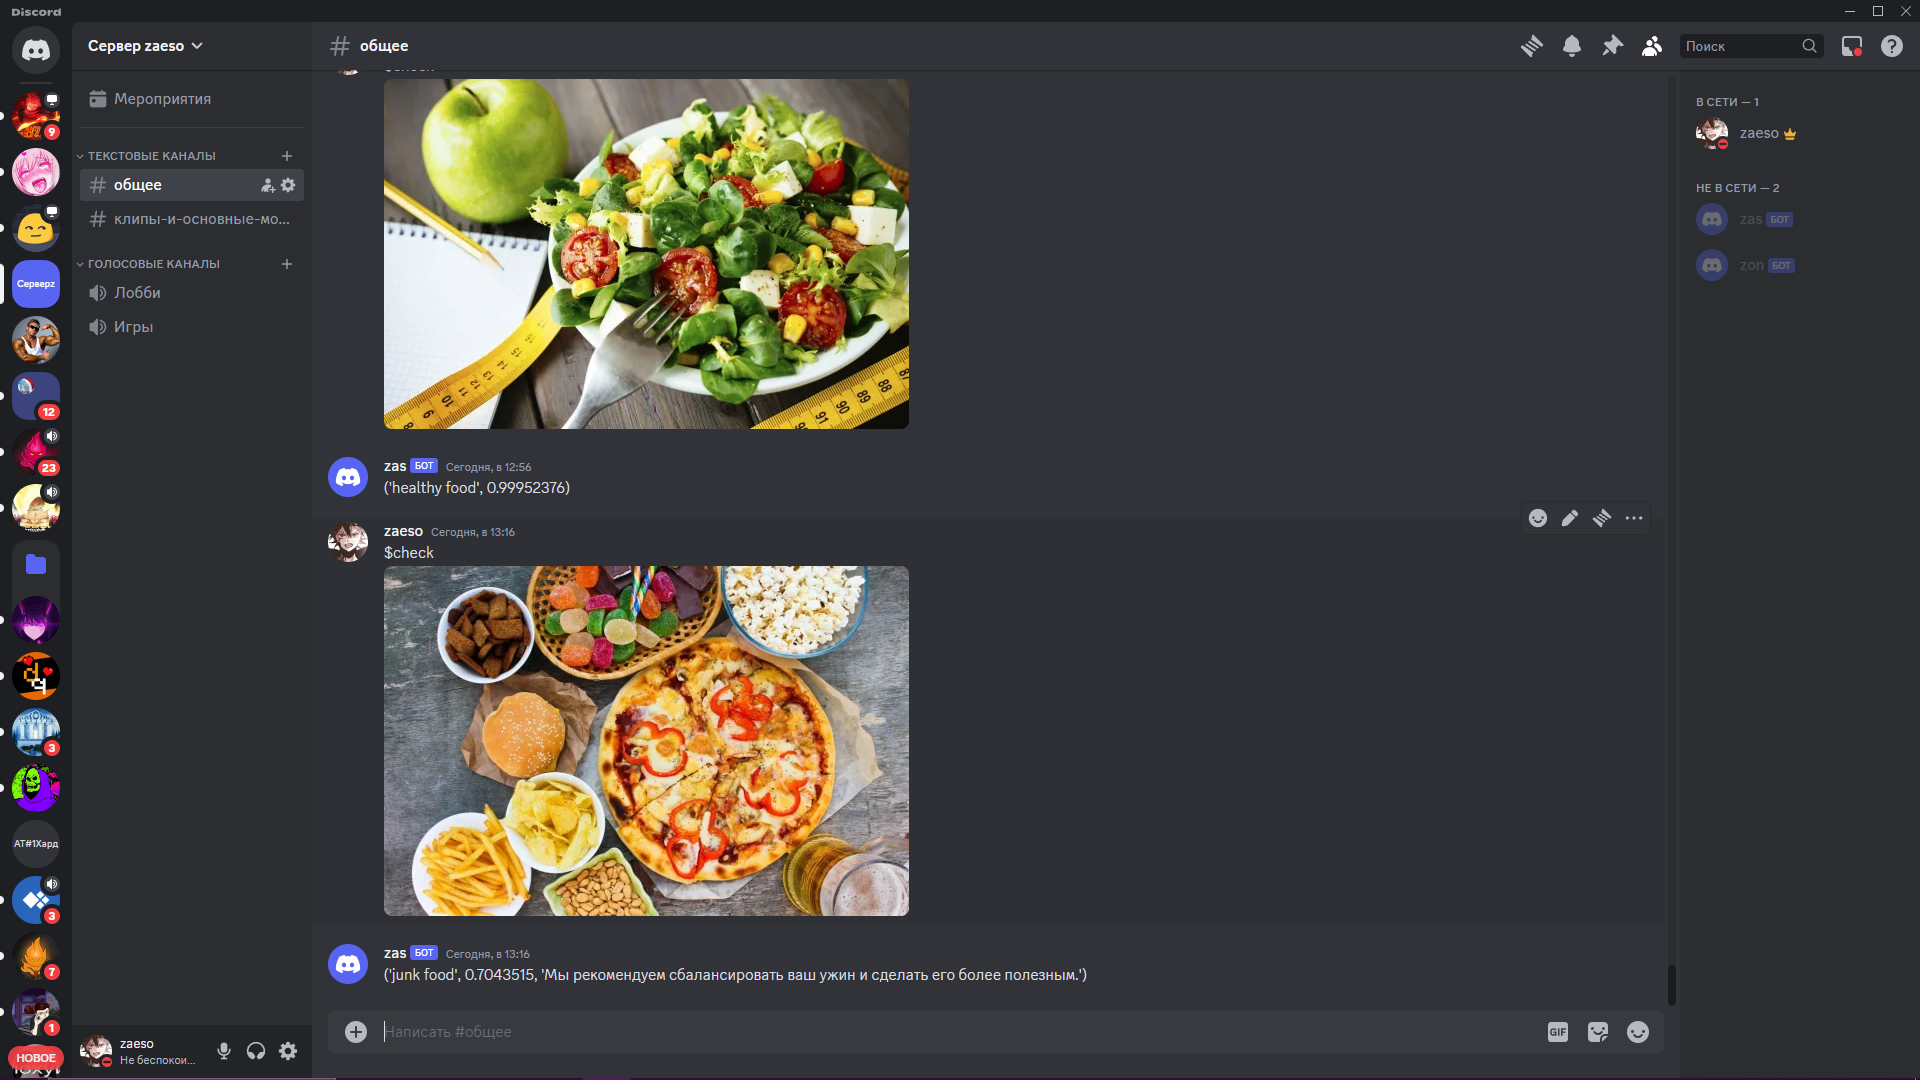 Discord
Сервер zaeso
общее
Поиск
Мероприятия
ТЕКСТОВЫЕ КАНАЛЫ
общее
клипы-и-основные-мо...
ГОЛОСОВЫЕ КАНАЛЫ
Лобби
Игры
9
Серверz
12
23
AT#1Хард
3
3
7
1
НОВОЕ
$check
zas БОТ Сегодня, в 12:56
('healthy food', 0.99952376)
zaeso Сегодня, в 13:16
$check
zas БОТ Сегодня, в 13:16
('junk food', 0.7043515, 'Мы рекомендуем сбалансировать ваш ужин и сделать его более полезным.')
Написать #общее
GIF
zaeso
Не беспокои...
В СЕТИ — 1
zaeso
НЕ В СЕТИ — 2
zas БОТ
zon БОТ